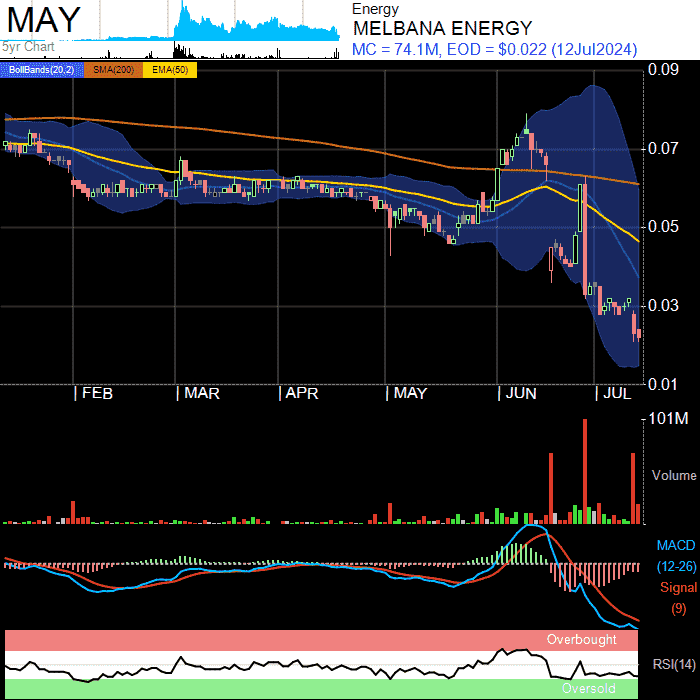 MAY
5yr Chart
Energy
MELBANA ENERGY
MC = 74.1M, EOD = $0.022 (12Jul2024)
BollBands(20,2) SMA(200) EMA(50)
0.09
0.07
0.05
0.03
0.01
| FEB | MAR | APR | MAY | JUN | JUL
101M
Volume
MACD
(12-26)
Signal
(9)
Overbought
RSI(14)
Oversold